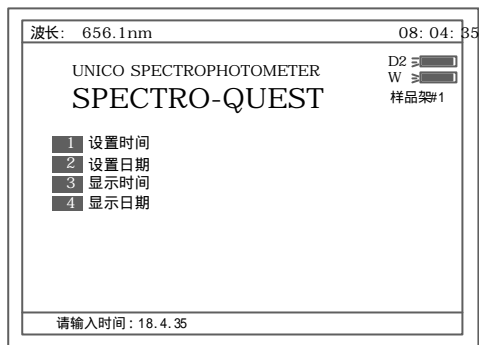 波长: 656.1nm 08: 04: 35
UNICO SPECTROPHOTOMETER
SPECTRO-QUEST
D2
W
样品架#1
1 设置时间
2 设置日期
3 显示时间
4 显示日期
请输入时间: 18.4.35